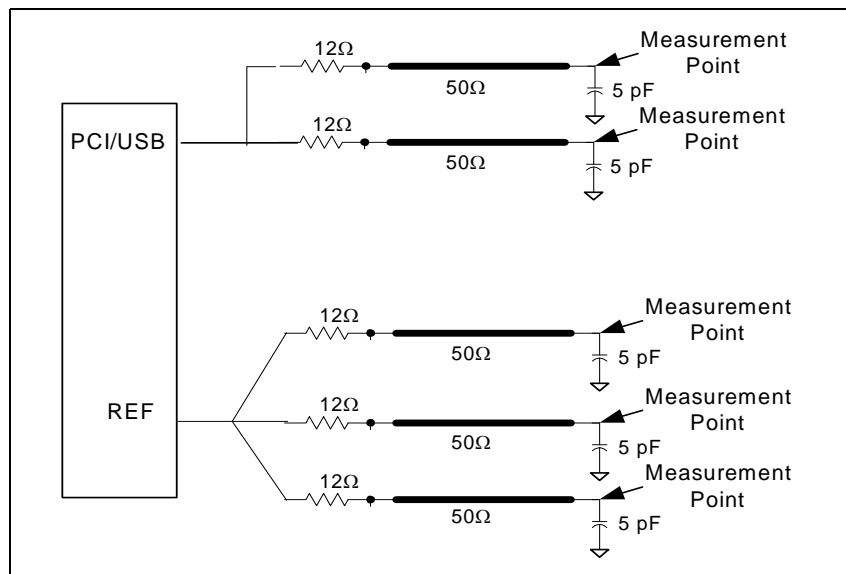 12Ω
Measurement
Point
50Ω
5 pF
PCI/USB
12Ω
Measurement
Point
50Ω
5 pF
12Ω
Measurement
Point
50Ω
5 pF
REF
12Ω
Measurement
Point
50Ω
5 pF
12Ω
Measurement
Point
50Ω
5 pF